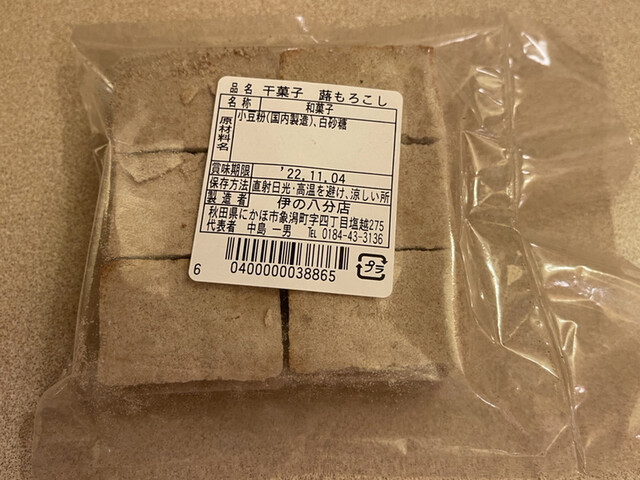 品名 干菓子 蕗もろこし
名称 和菓子
原材料名 小豆粉(国内製造)、白砂糖
賞味期限 '22.11.04
保存方法 直射日光・高温を避け、涼しい所
製造者 伊の八分店
秋田県にかほ市象潟町字四丁目塩越275
代表者 中島 一男 TEL 0184-43-3136
6 0400000038865
プラ